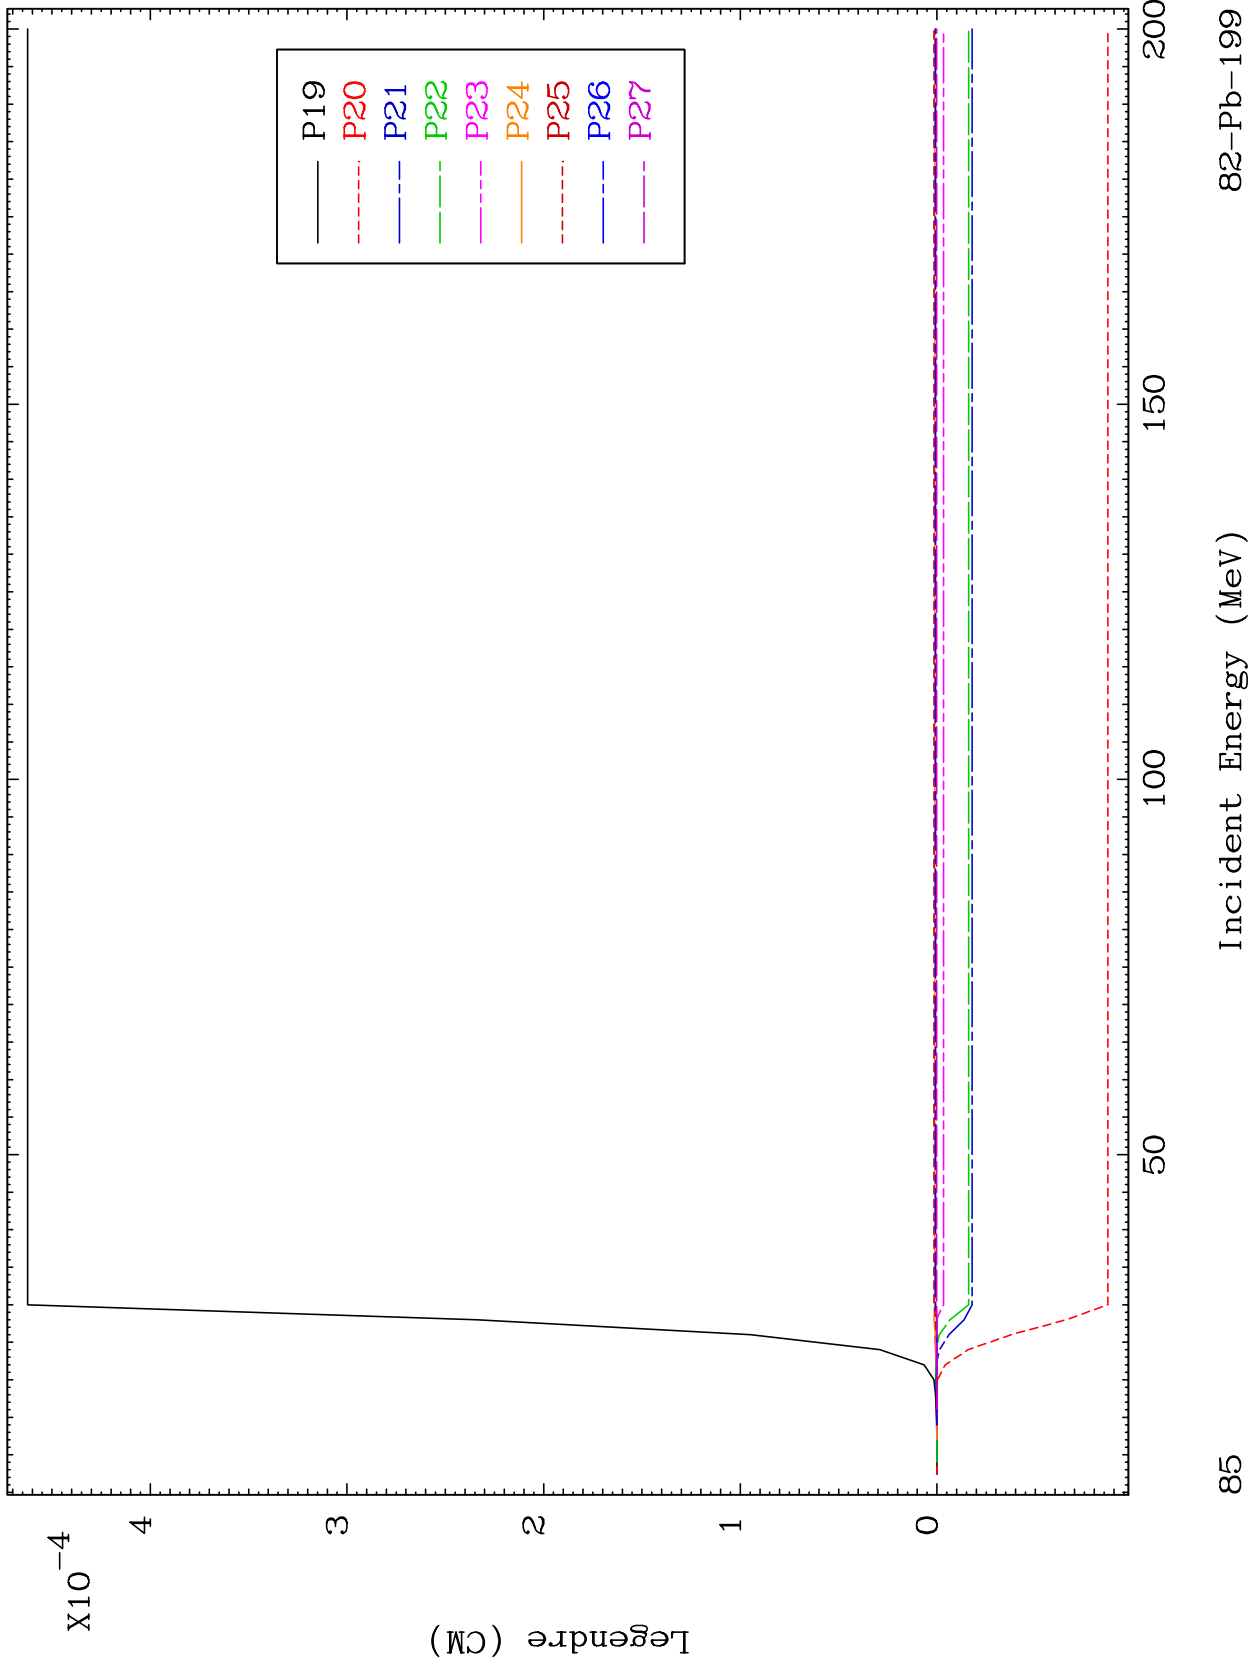 X10-4
4
3
2
1
0
Legendre (CM)
P19
P20
P21
P22
P23
P24
P25
P26
P27
50
100
150
200
Incident Energy (MeV)
85
82-Pb-199